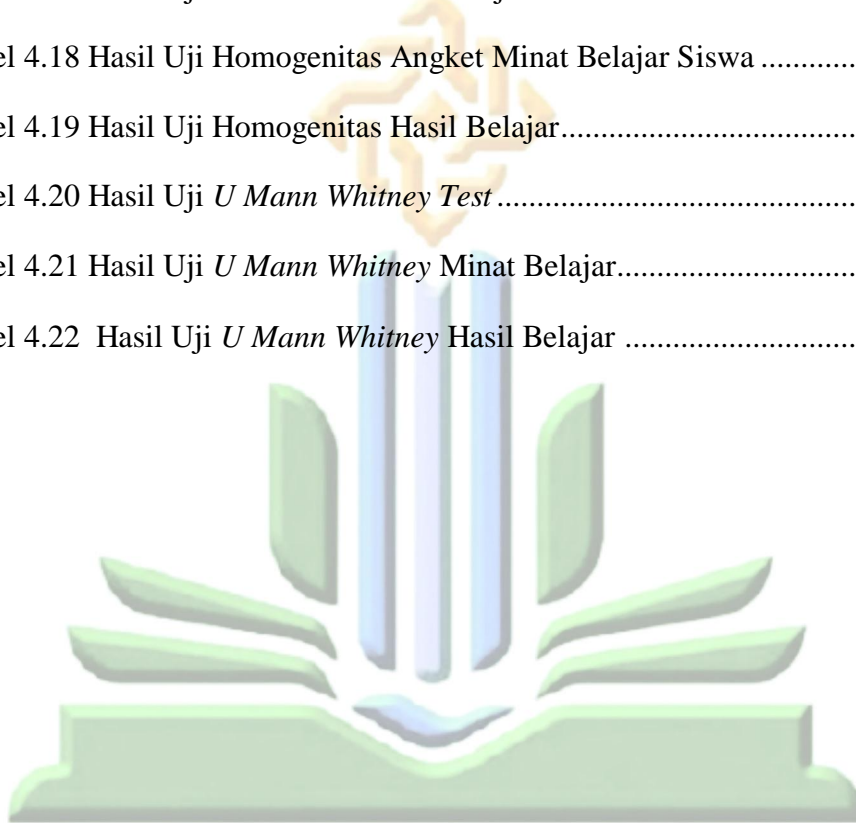 el 4.18 Hasil Uji Homogenitas Angket Minat Belajar Siswa ............
el 4.19 Hasil Uji Homogenitas Hasil Belajar.....................................
el 4.20 Hasil Uji U Mann Whitney Test .............................................
el 4.21 Hasil Uji U Mann Whitney Minat Belajar..............................
el 4.22  Hasil Uji U Mann Whitney Hasil Belajar .............................